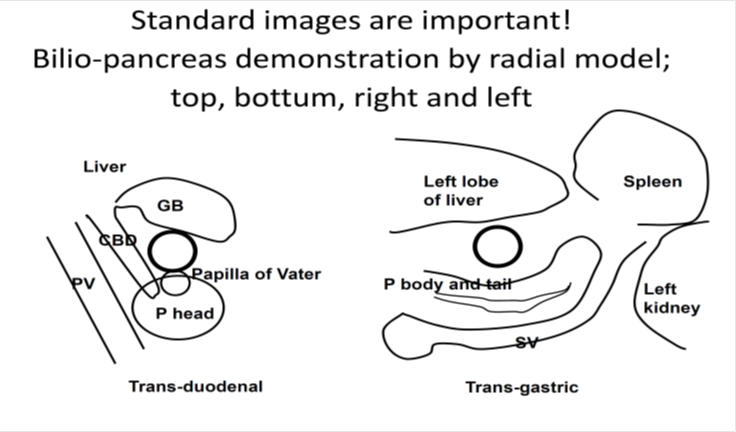 Standard images are important!
Bilio-pancreas demonstration by radial model;
top, bottum, right and left
Liver
GB
CBD
PV
Papilla of Vater
P head
Trans-duodenal
Left lobe
of liver
Spleen
P body and tail
Left
kidney
SV
Trans-gastric